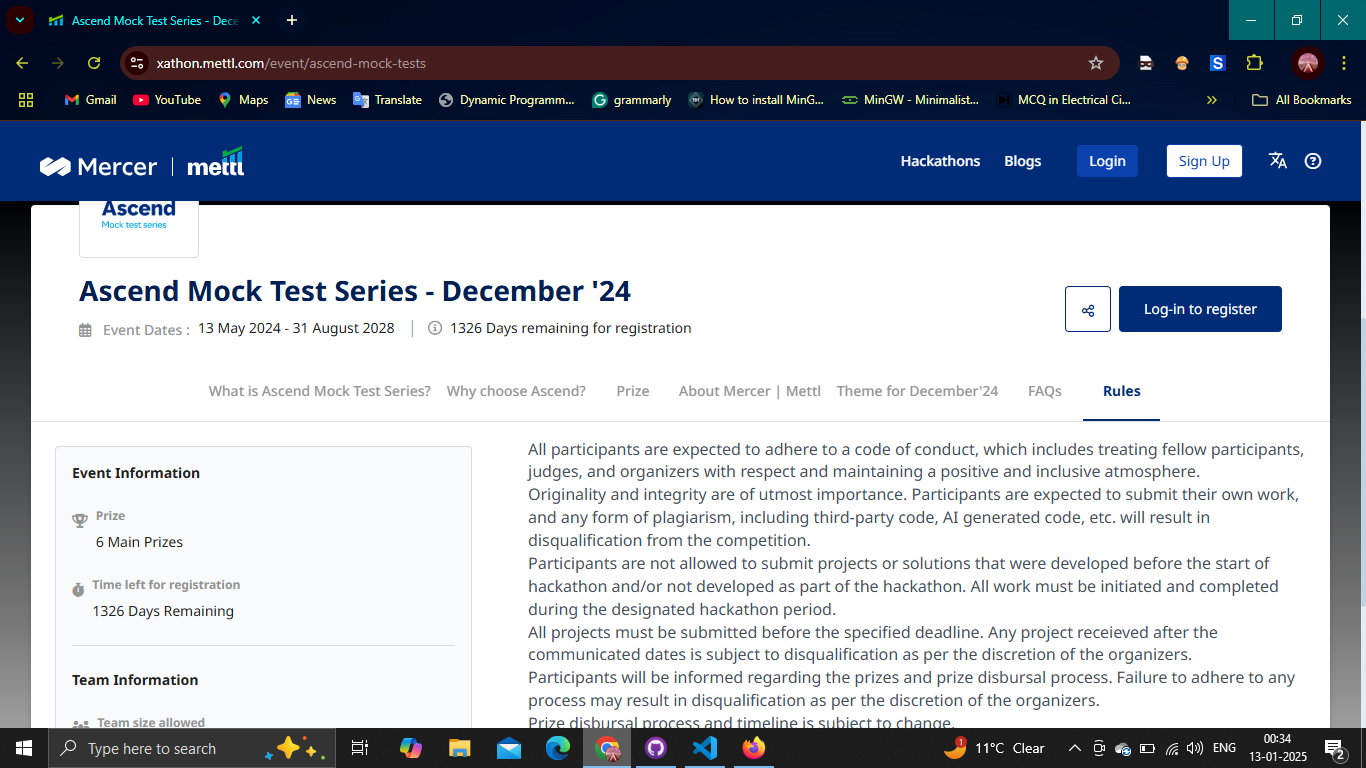 Ascend Mock Test Series - Dece
xathon.mettl.com/event/ascend-mock-tests
Gmail YouTube Maps News Translate Dynamic Programm... grammarly How to install MinG... MinGW - Minimalist... MCQ in Electrical Ci... » All Bookmarks
Mercer | mettl Hackathons Blogs Login Sign Up
Ascend
Mock test series
Ascend Mock Test Series - December '24
Event Dates : 13 May 2024 - 31 August 2028 | 1326 Days remaining for registration
Log-in to register
What is Ascend Mock Test Series? Why choose Ascend? Prize About Mercer | Mettl Theme for December'24 FAQs Rules
Event Information
Prize
6 Main Prizes
Time left for registration
1326 Days Remaining
Team Information
Team size allowed
All participants are expected to adhere to a code of conduct, which includes treating fellow participants,
judges, and organizers with respect and maintaining a positive and inclusive atmosphere.
Originality and integrity are of utmost importance. Participants are expected to submit their own work,
and any form of plagiarism, including third-party code, AI generated code, etc. will result in
disqualification from the competition.
Participants are not allowed to submit projects or solutions that were developed before the start of
hackathon and/or not developed as part of the hackathon. All work must be initiated and completed
during the designated hackathon period.
All projects must be submitted before the specified deadline. Any project receieved after the
communicated dates is subject to disqualification as per the discretion of the organizers.
Participants will be informed regarding the prizes and prize disbursal process. Failure to adhere to any
process may result in disqualification as per the discretion of the organizers.
Prize disbursal process and timeline is subject to change.
Type here to search
1
11°C Clear
ENG
00:34
13-01-2025
2